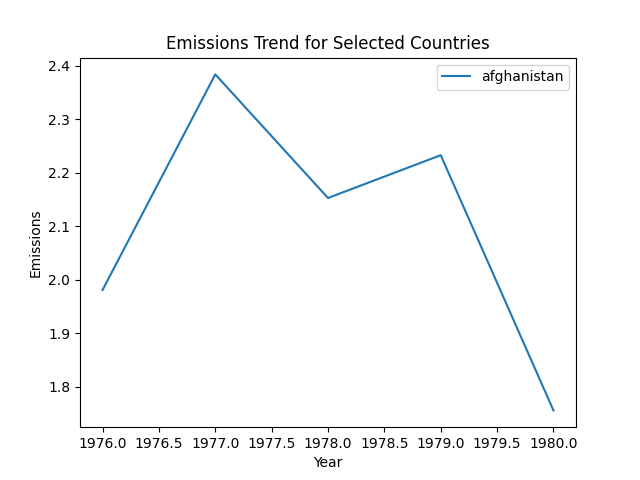 Emissions Trend for Selected Countries
afghanistan
2.4
2.3
2.2
2.1
2.0
1.9
1.8
Emissions
1976.0 1976.5 1977.0 1977.5 1978.0 1978.5 1979.0 1979.5 1980.0
Year